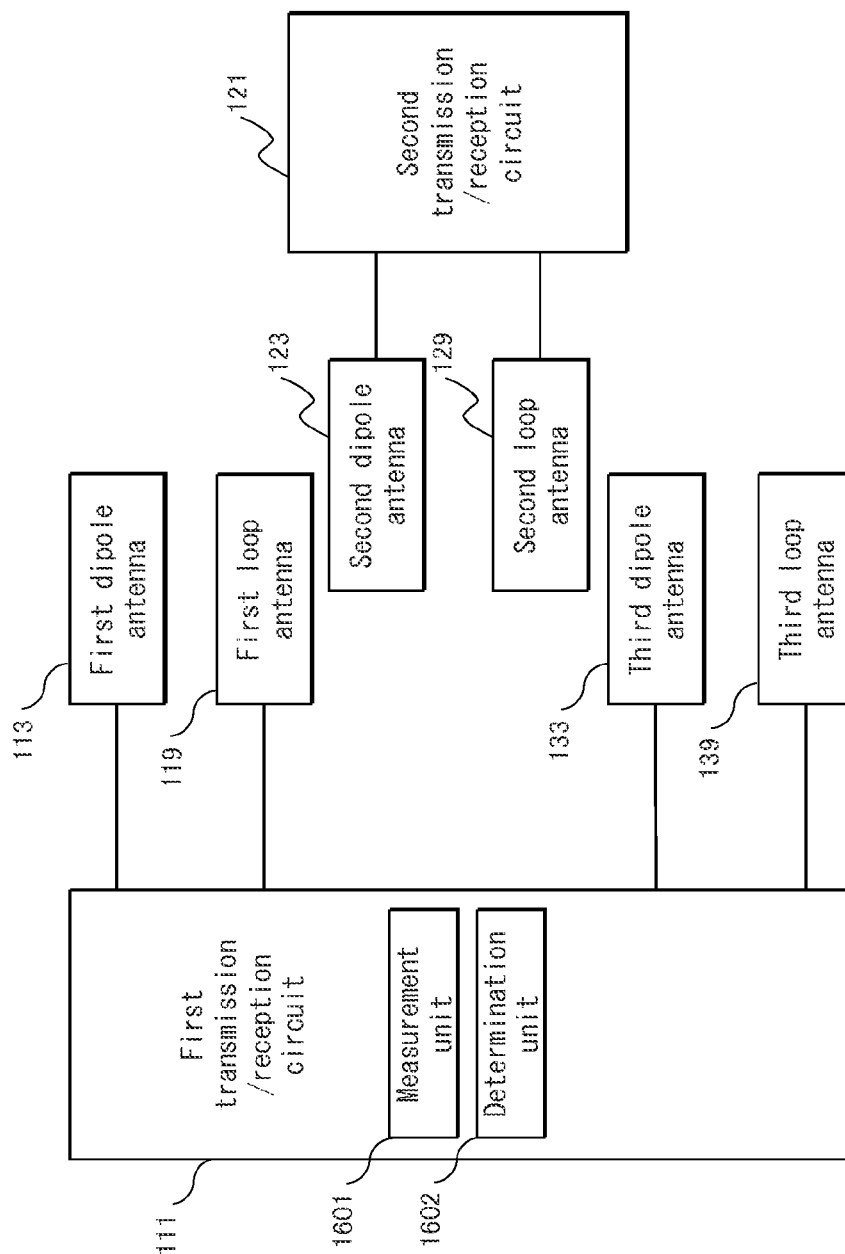 111
First
transmission
/reception
circuit
1601
Measurement
unit
1602
Determination
unit
113
First dipole
antenna
119
First loop
antenna
133
Third dipole
antenna
139
Third loop
antenna
123
Second dipole
antenna
129
Second loop
antenna
121
Second
transmission
/reception
circuit